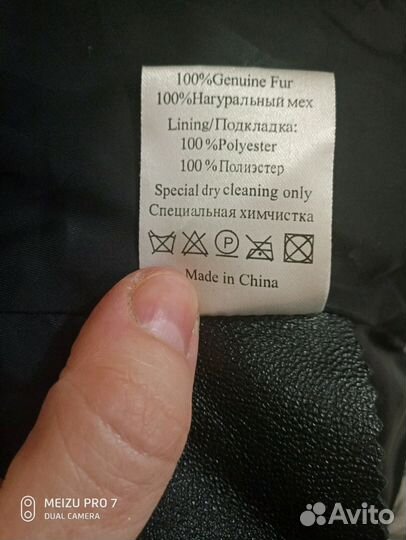 100%Genuine Fur
100%Натуральный мех
Lining/Подкладка:
100%Polyester
100%Полиэстер
Special dry cleaning only
Специальная химчистка
P
Made in China
MEIZU PRO 7
DUAL CAMERA
Avito